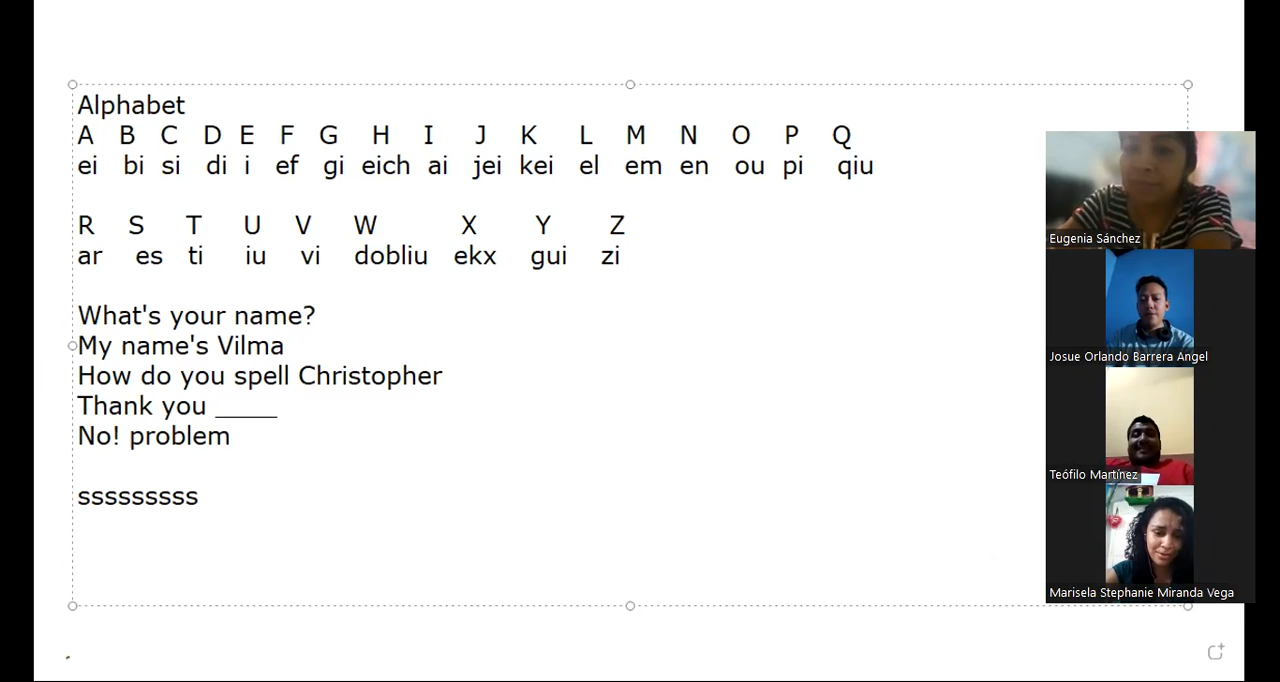 Alphabet
A B C D E F G H I J K L M N O P Q
ei bi si di i ef gi eich ai jei kei el em en ou pi qiu
R S T U V W X Y Z
ar es ti iu vi dobliu ekx gui zi
What's your name?
My name's Vilma
How do you spell Christopher
Thank you ____
No! problem
sssssssss
Eugenia Sánchez
Josue Orlando Barrera Angel
Teófilo Martínez
Marisela Stephanie Miranda Vega